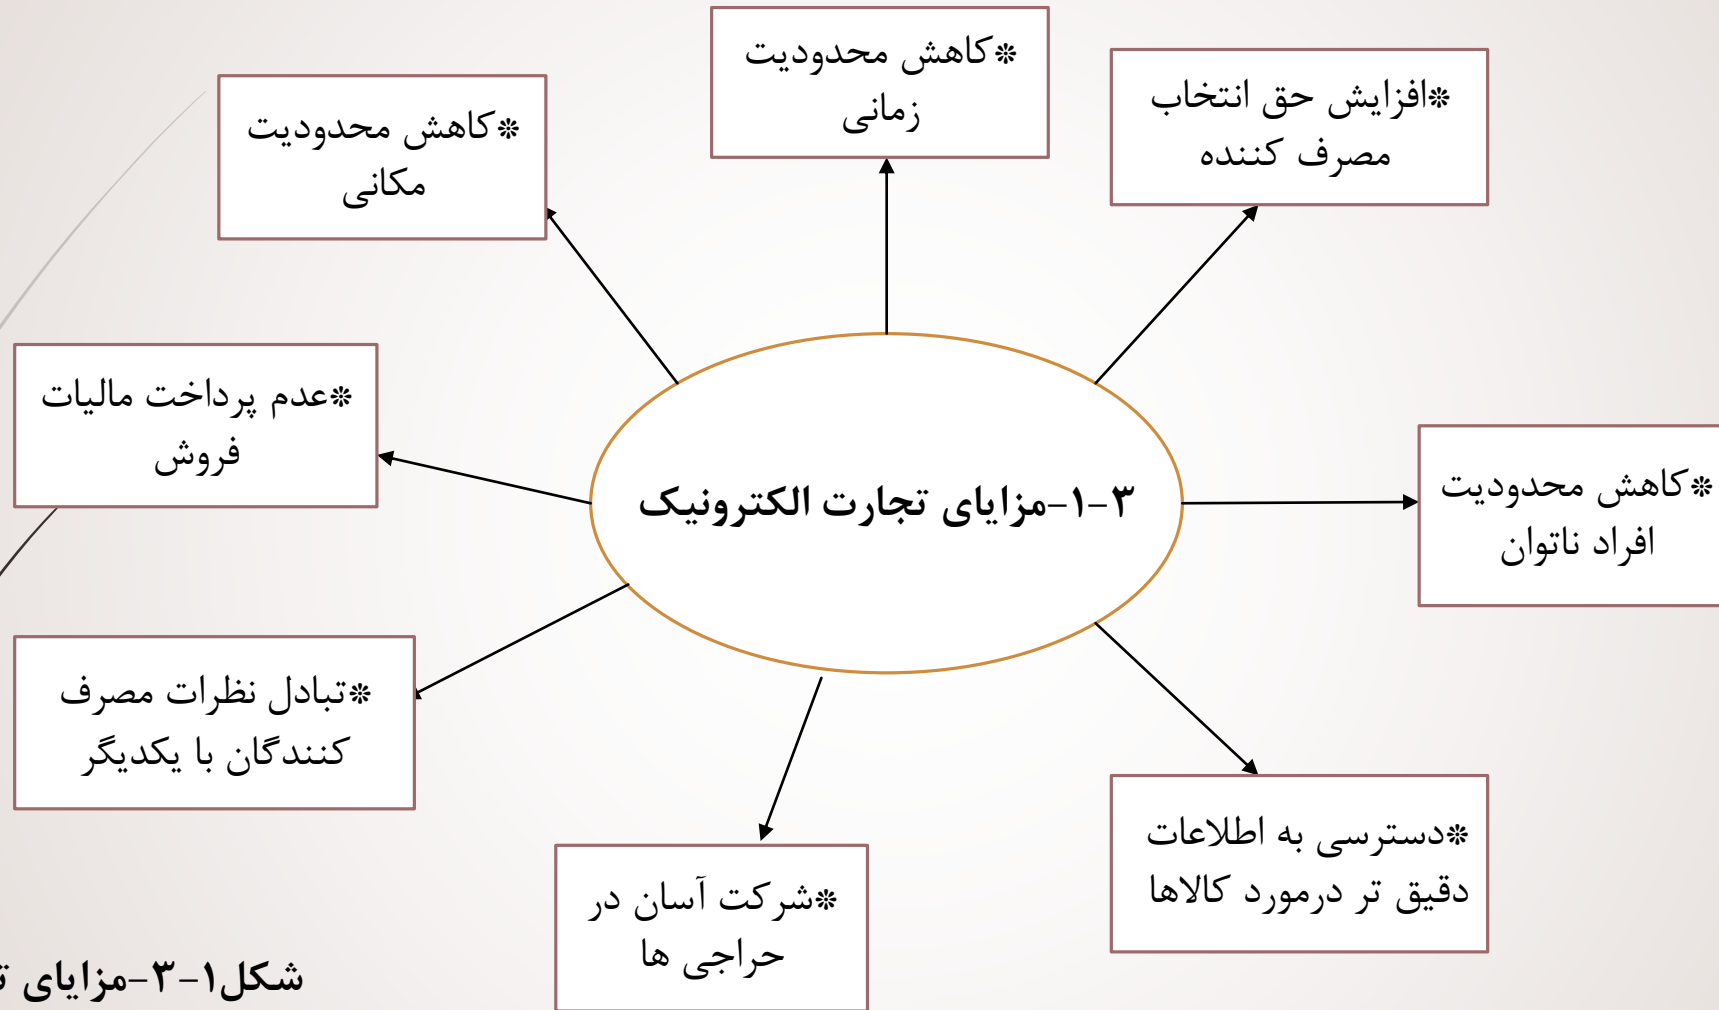 *کاهش محدودیت
زمانی
*افزایش حق انتخاب
مصرف کننده
*کاهش محدودیت
مکانی
*عدم پرداخت مالیات
فروش
۳-۱-مزایای تجارت الکترونیک
*کاهش محدودیت
افراد ناتوان
*تبادل نظرات مصرف
کنندگان با یکدیگر
*دسترسی به اطلاعات
دقیق تر درمورد کالاها
*شرکت آسان در
حراجی ها
شکل۱-۳-مزایای